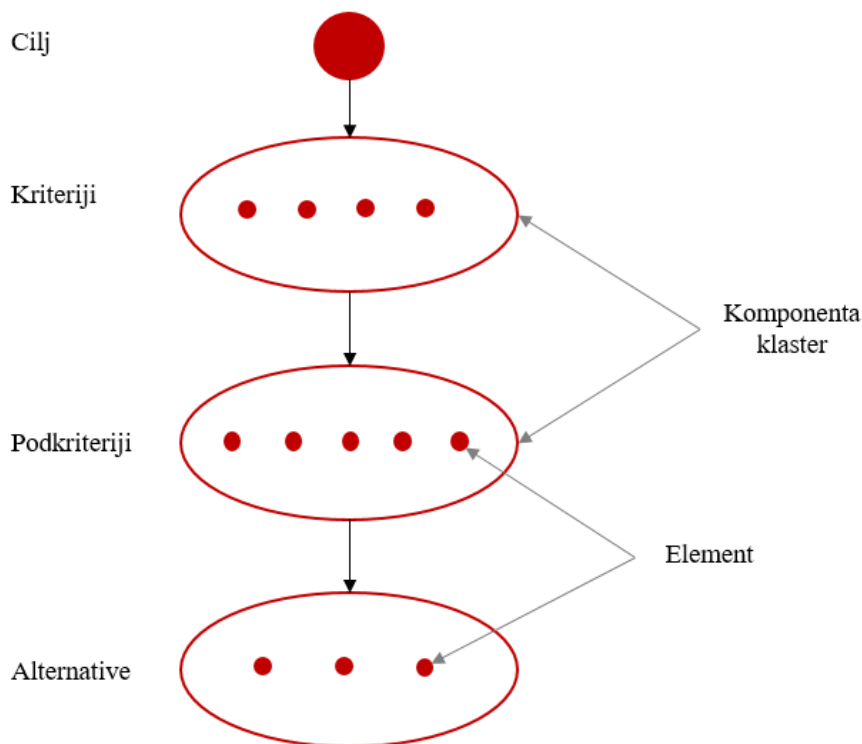 Cilj
Kriteriji
Komponenta
klaster
Podkriteriji
Element
Alternative